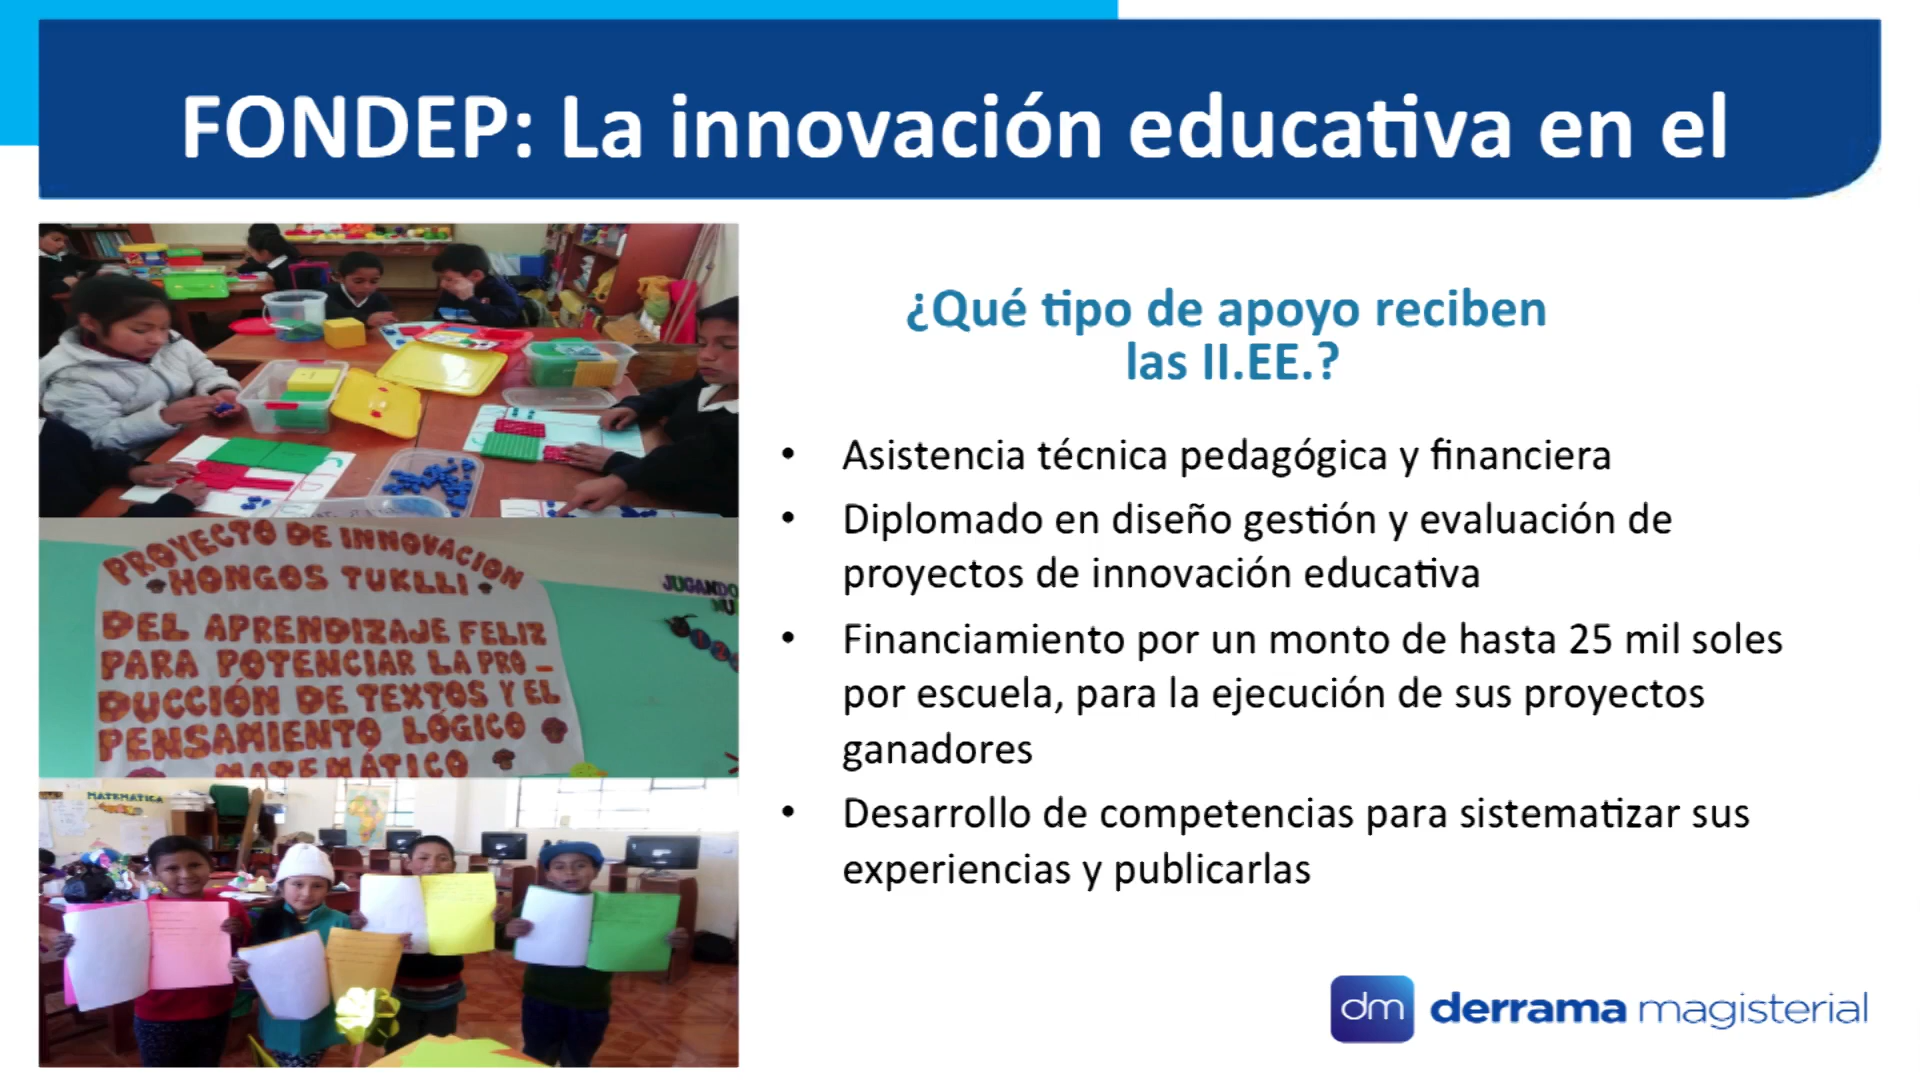 FONDEP: La innovación educativa en el
PROYECTO DE INNOVACION
HONGOS TUKLLI
DEL APRENDIZAJE FELIZ
PARA POTENCIAR LA PRO_
DUCCIÓN DE TEXTOS Y EL
PENSAMIENTO LÓGICO
MATEMÁTICO
JUGANDO
NU
MATEMATICA
¿Qué tipo de apoyo reciben
las II.EE.?
• Asistencia técnica pedagógica y financiera
• Diplomado en diseño gestión y evaluación de
proyectos de innovación educativa
• Financiamiento por un monto de hasta 25 mil soles
por escuela, para la ejecución de sus proyectos
ganadores
• Desarrollo de competencias para sistematizar sus
experiencias y publicarlas
dm derrama magisterial